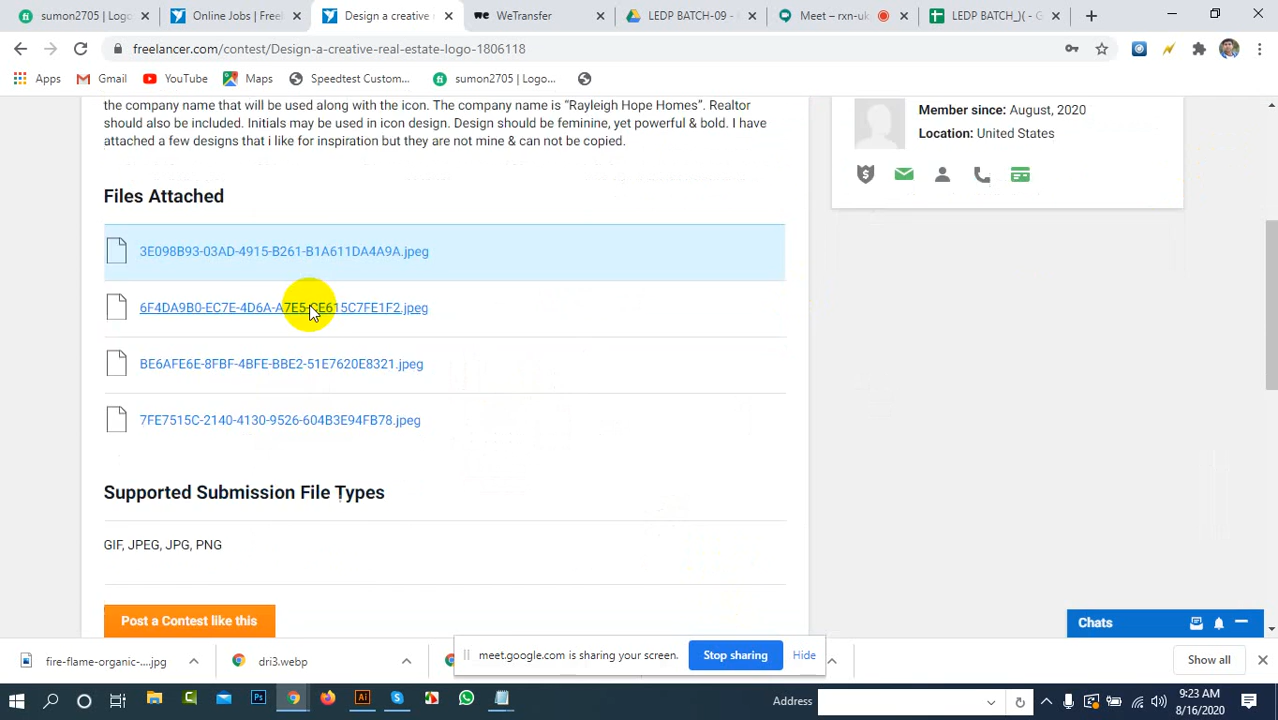 sumon2705 | Logo
Online Jobs | Freel
Design a creative r
WeTransfer
LEDP BATCH-09 -
Meet – rxn-uk
LEDP BATCH_)( - G
freelancer.com/contest/Design-a-creative-real-estate-logo-1806118
Apps
Gmail
YouTube
Maps
Speedtest Custom...
sumon2705 | Logo...
the company name that will be used along with the icon. The company name is “Rayleigh Hope Homes”. Realtor
should also be included. Initials may be used in icon design. Design should be feminine, yet powerful & bold. I have
attached a few designs that i like for inspiration but they are not mine & can not be copied.
Member since: August, 2020
Location: United States
Files Attached
3E098B93-03AD-4915-B261-B1A611DA4A9A.jpeg
6F4DA9B0-EC7E-4D6A-A7E5-CE615C7FE1F2.jpeg
BE6AFE6E-8FBF-4BFE-BBE2-51E7620E8321.jpeg
7FE7515C-2140-4130-9526-604B3E94FB78.jpeg
Supported Submission File Types
GIF, JPEG, JPG, PNG
Post a Contest like this
Chats
fire-flame-organic-....jpg
dri3.webp
meet.google.com is sharing your screen.
Stop sharing
Hide
Show all
Address
9:23 AM
8/16/2020